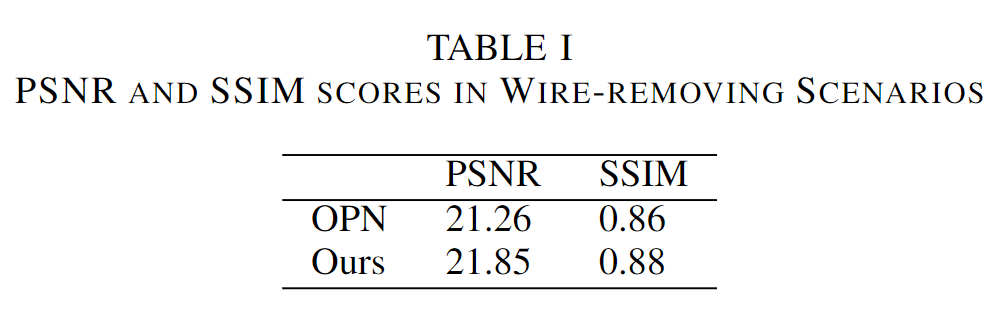 TABLE I
PSNR AND SSIM SCORES IN WIRE-REMOVING SCENARIOS
PSNR SSIM
OPN 21.26 0.86
Ours 21.85 0.88